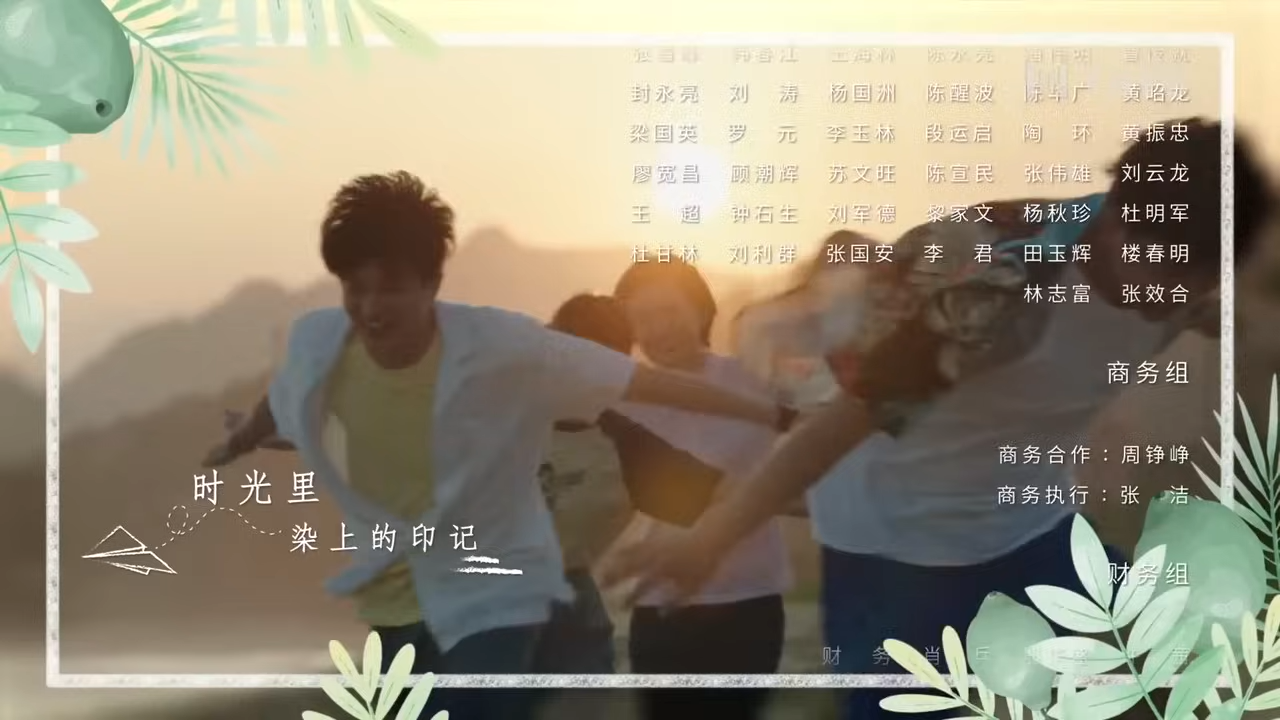 封永亮 刘 涛 杨国洲 陈醒波 陈军广 黄昭龙
梁国英 罗 元 李玉林 段运启 陶 环 黄振忠
廖宽昌 顾潮辉 苏文旺 陈宣民 张伟雄 刘云龙
王 超 钟石生 刘军德 黎家文 杨秋珍 杜明军
杜甘林 刘利群 张国安 李 君 田玉辉 楼春明
林志富 张效合
商务组
商务合作：周铮峥
商务执行：张 洁
时光里
染上的印记
财务组
财 务 肖